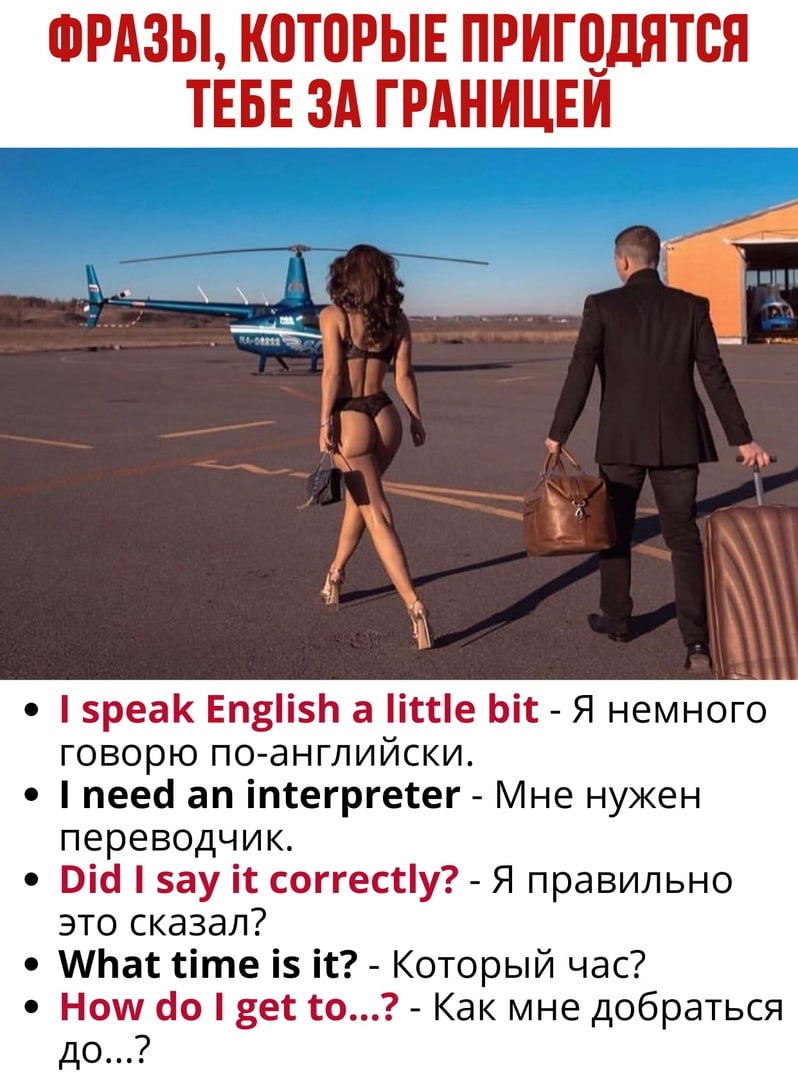 ФРАЗЫ, КОТОРЫЕ ПРИГОДЯТСЯ
ТЕБЕ ЗА ГРАНИЦЕЙ
• I speak English a little bit - Я немного
говорю по-английски.
• I need an interpreter - Мне нужен
переводчик.
• Did I say it correctly? - Я правильно
это сказал?
• What time is it? - Который час?
• How do I get to...? - Как мне добраться
до...?